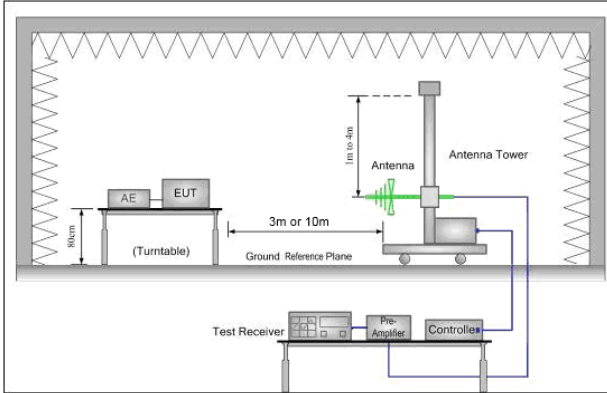 1m to 4m
Antenna
Antenna Tower
AE
EUT
80cm
3m or 10m
(Turntable)
Ground Reference Plane
Test Receiver
Pre-
Amplifier
Controller